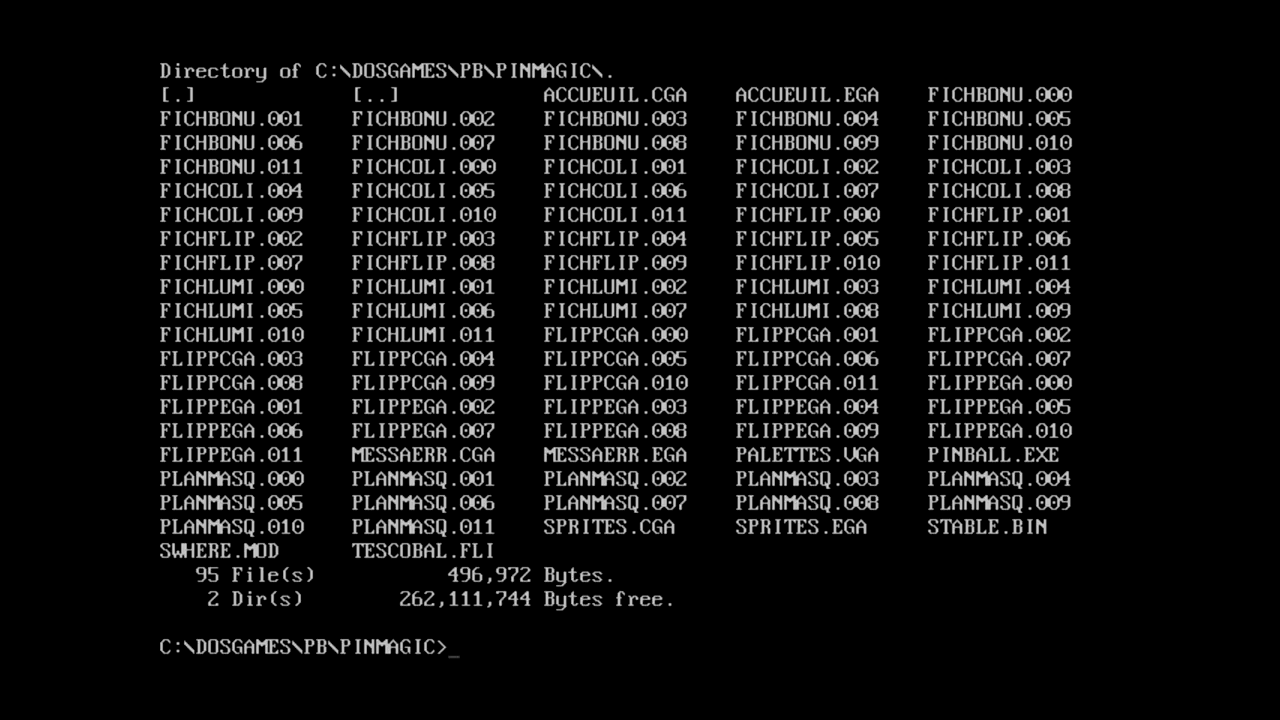 Directory of C:\DOSGAMES\PB\PINMAGIC\.
[.] [..] ACCUEUIL.CGA ACCUEUIL.EGA FICHBONU.000
FICHBONU.001 FICHBONU.002 FICHBONU.003 FICHBONU.004 FICHBONU.005
FICHBONU.006 FICHBONU.007 FICHBONU.008 FICHBONU.009 FICHBONU.010
FICHBONU.011 FICHCOLI.000 FICHCOLI.001 FICHCOLI.002 FICHCOLI.003
FICHCOLI.004 FICHCOLI.005 FICHCOLI.006 FICHCOLI.007 FICHCOLI.008
FICHCOLI.009 FICHCOLI.010 FICHCOLI.011 FICHFLIP.000 FICHFLIP.001
FICHFLIP.002 FICHFLIP.003 FICHFLIP.004 FICHFLIP.005 FICHFLIP.006
FICHFLIP.007 FICHFLIP.008 FICHFLIP.009 FICHFLIP.010 FICHFLIP.011
FICHLUMI.000 FICHLUMI.001 FICHLUMI.002 FICHLUMI.003 FICHLUMI.004
FICHLUMI.005 FICHLUMI.006 FICHLUMI.007 FICHLUMI.008 FICHLUMI.009
FICHLUMI.010 FICHLUMI.011 FLIPPCGA.000 FLIPPCGA.001 FLIPPCGA.002
FLIPPCGA.003 FLIPPCGA.004 FLIPPCGA.005 FLIPPCGA.006 FLIPPCGA.007
FLIPPCGA.008 FLIPPCGA.009 FLIPPCGA.010 FLIPPCGA.011 FLIPPEGA.000
FLIPPEGA.001 FLIPPEGA.002 FLIPPEGA.003 FLIPPEGA.004 FLIPPEGA.005
FLIPPEGA.006 FLIPPEGA.007 FLIPPEGA.008 FLIPPEGA.009 FLIPPEGA.010
FLIPPEGA.011 MESSAERR.CGA MESSAERR.EGA PALETTES.VGA PINBALL.EXE
PLANMASQ.000 PLANMASQ.001 PLANMASQ.002 PLANMASQ.003 PLANMASQ.004
PLANMASQ.005 PLANMASQ.006 PLANMASQ.007 PLANMASQ.008 PLANMASQ.009
PLANMASQ.010 PLANMASQ.011 SPRITES.CGA SPRITES.EGA STABLE.BIN
SWHERE.MOD TESCOBAL.FLI
95 File(s) 496,972 Bytes.
2 Dir(s) 262,111,744 Bytes free.
C:\DOSGAMES\PB\PINMAGIC>_